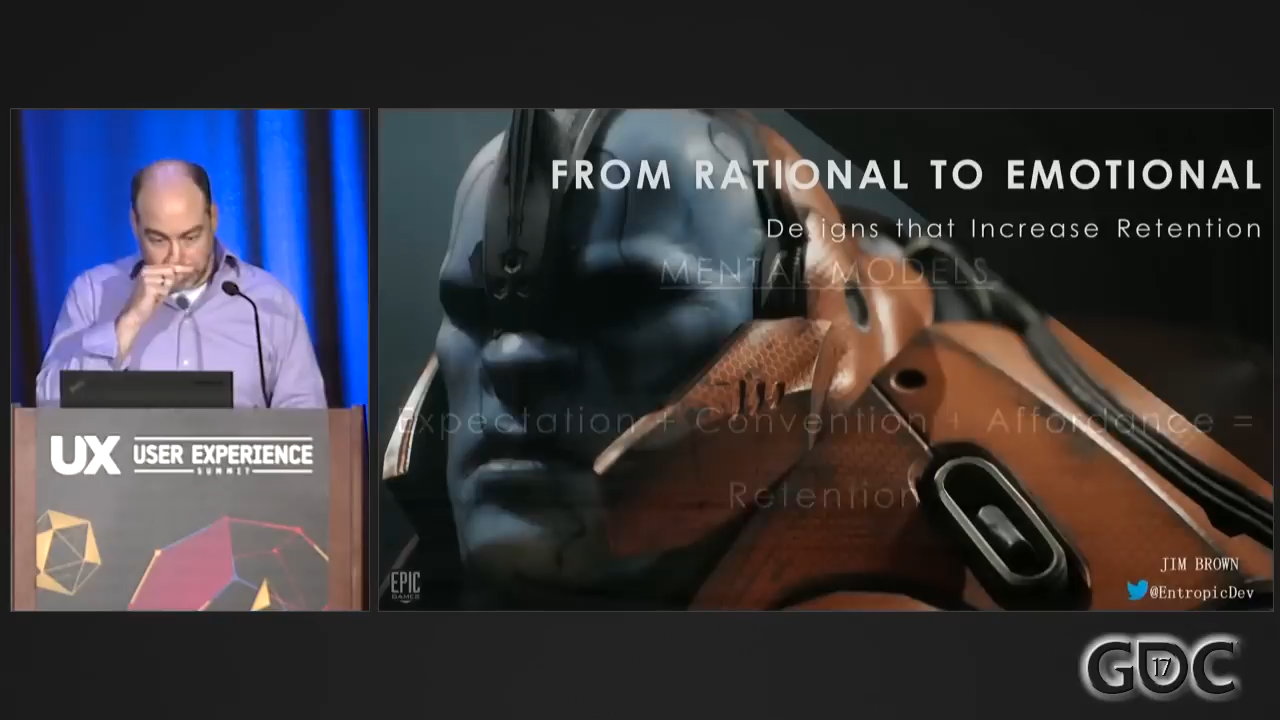 FROM RATIONAL TO EMOTIONAL
Designs that Increase Retention
MENTAL MODELS
Expectation + Convention + Affordance =
Retention
JIM BROWN
@EntropicDev
EPIC
GAMES
UX USER EXPERIENCE
SUMMIT
GDC
17